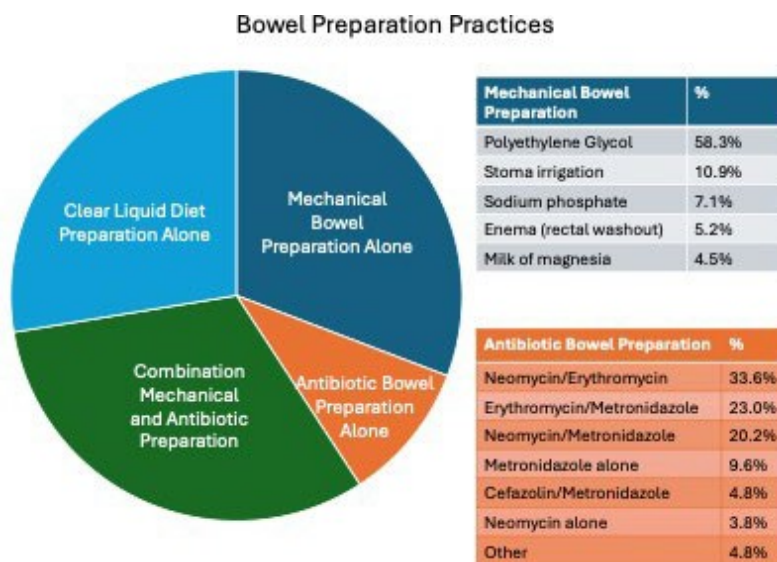 Bowel Preparation Practices
Clear Liquid Diet
Preparation Alone
Mechanical
Bowel
Preparation Alone
Combination
Mechanical
and Antibiotic
Preparation
Antibiotic Bowel
Preparation
Alone
Mechanical Bowel Preparation %
Polyethylene Glycol 58.3%
Stoma irrigation 10.9%
Sodium phosphate 7.1%
Enema (rectal washout) 5.2%
Milk of magnesia 4.5%
Antibiotic Bowel Preparation %
Neomycin/Erythromycin 33.6%
Erythromycin/Metronidazole 23.0%
Neomycin/Metronidazole 20.2%
Metronidazole alone 9.6%
Cefazolin/Metronidazole 4.8%
Neomycin alone 3.8%
Other 4.8%